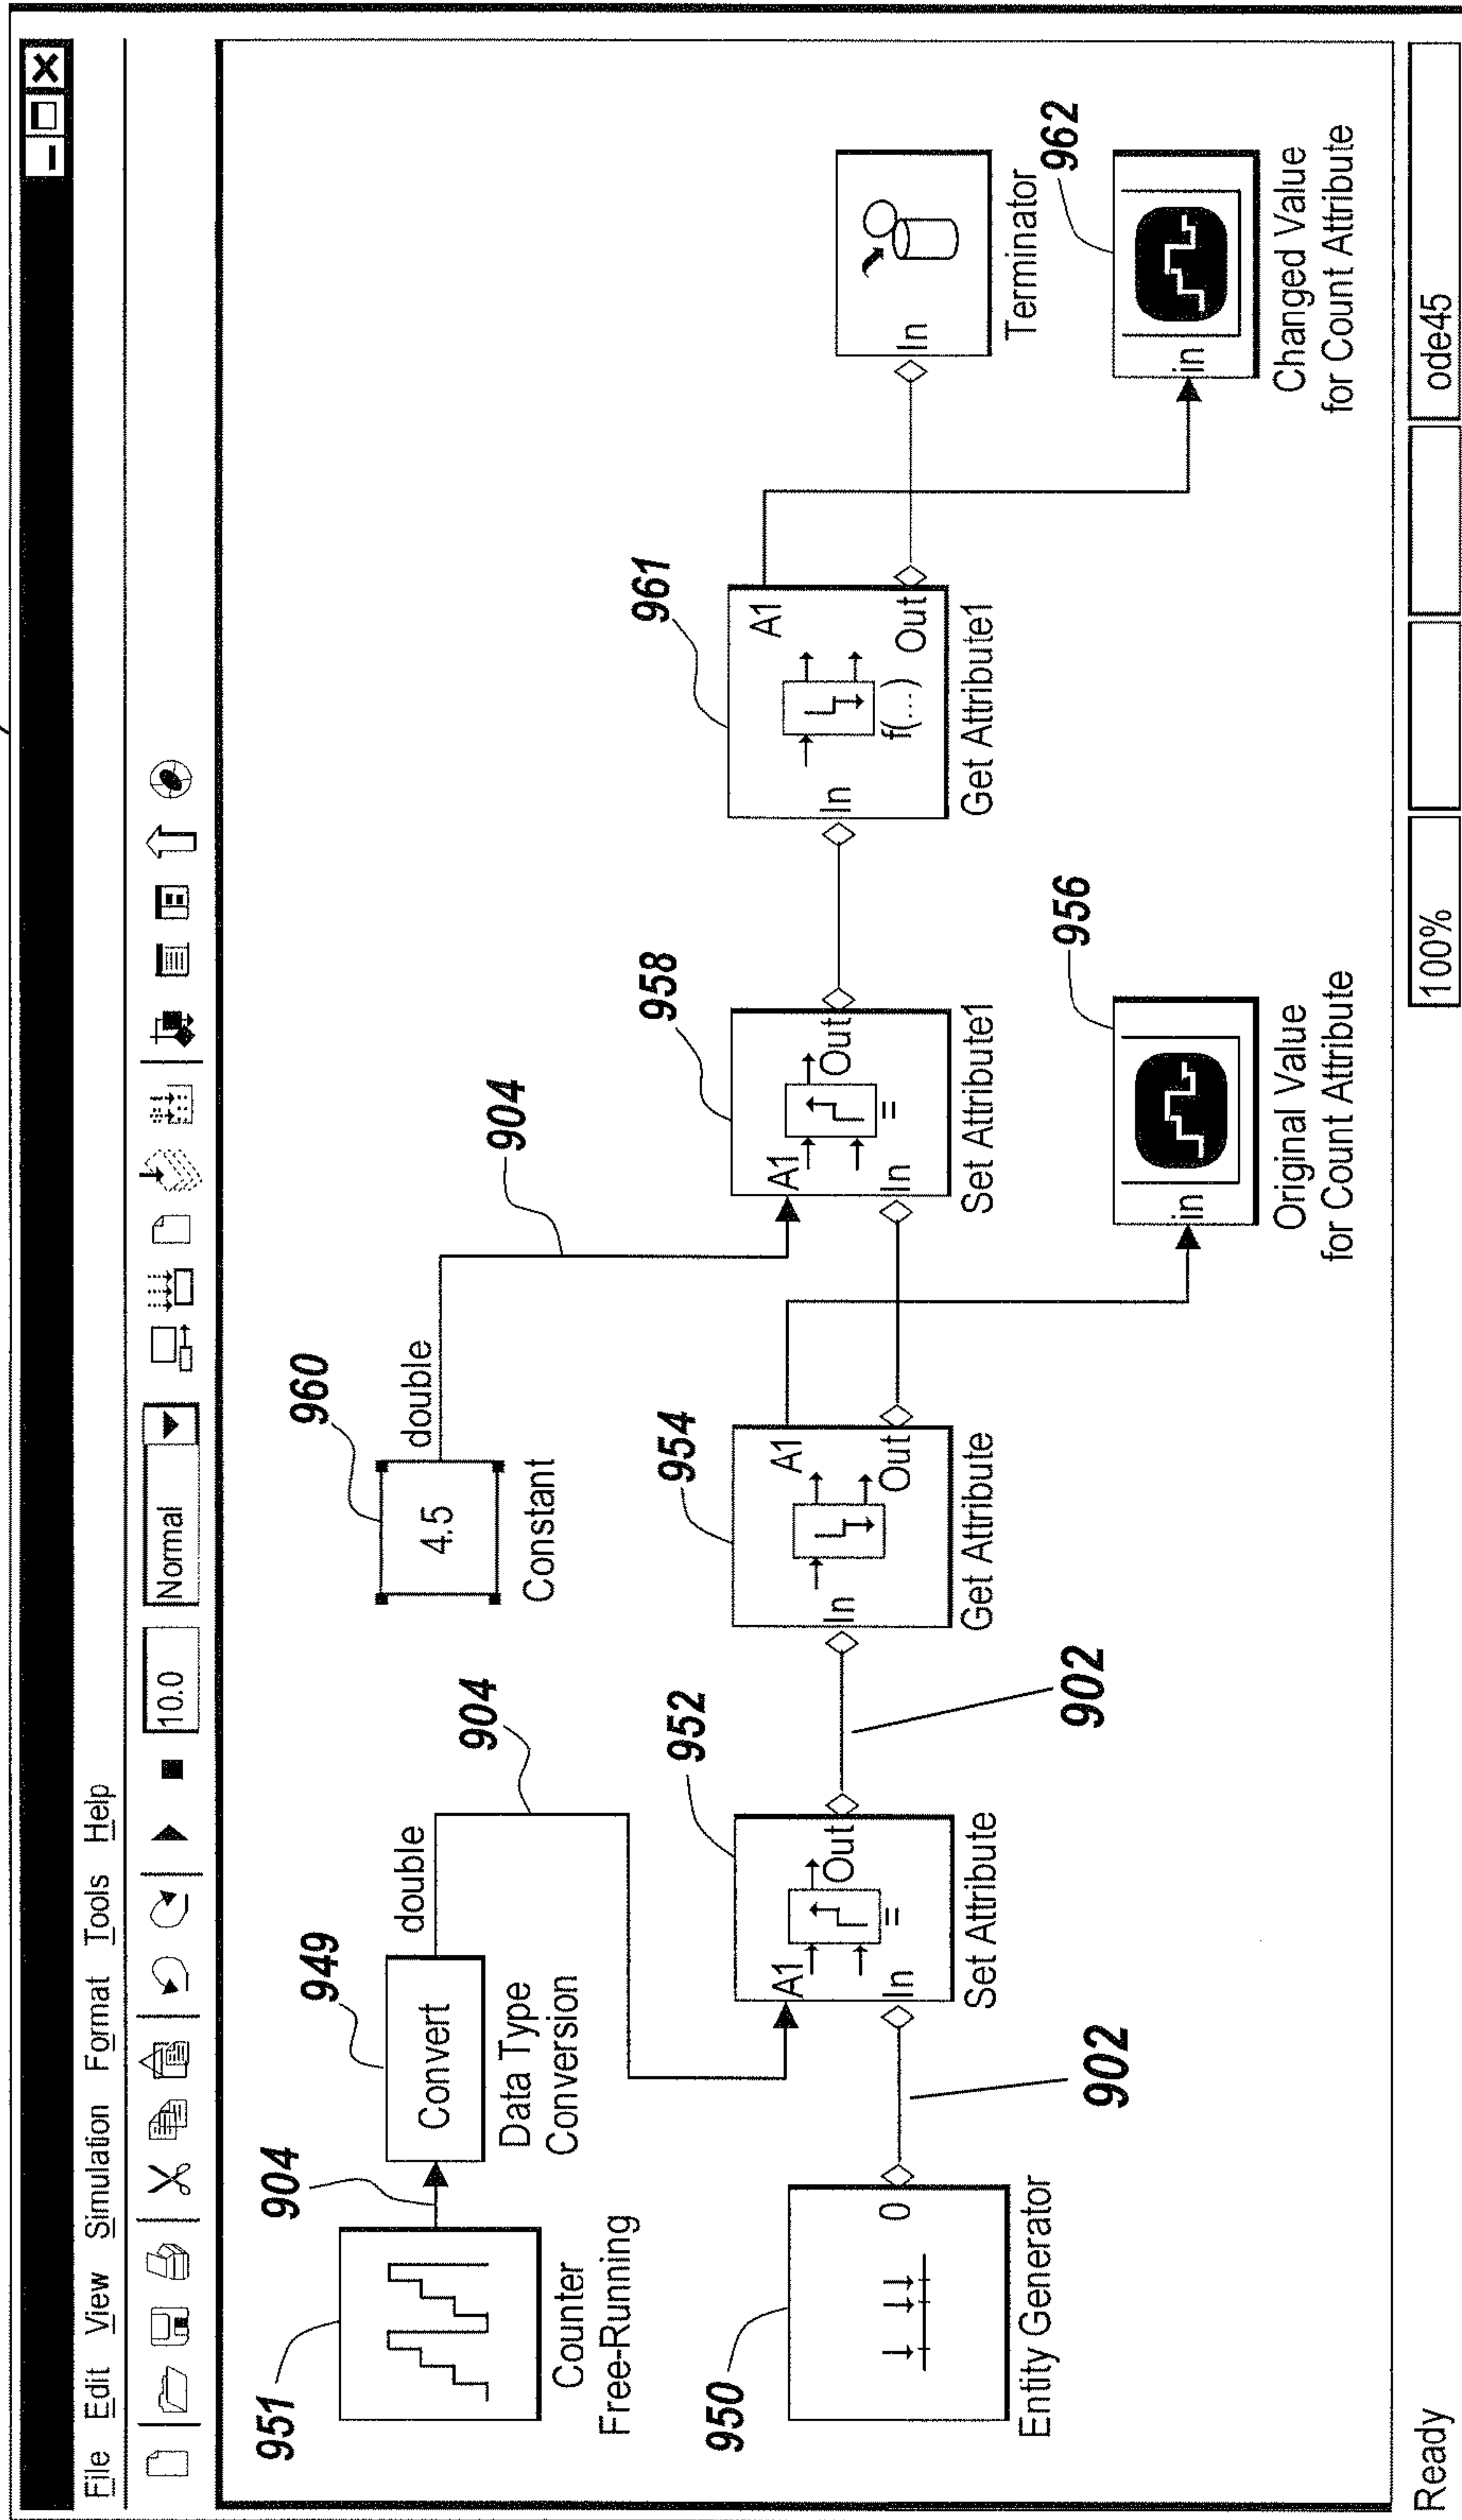 File Edit View Simulation Format Tools Help
10.0
Normal
951
904
949
Convert
double
Counter
Free-Running
Data Type
Conversion
904
960
4.5
double
Constant
904
950
0
Entity Generator
902
952
A1
In
Out
=
Set Attribute
902
954
In
A1
Out
Get Attribute
958
A1
In
Out
=
Set Attribute1
961
In
A1
Out
f(...)
Get Attribute1
In
Terminator
956
in
Original Value
for Count Attribute
962
in
Changed Value
for Count Attribute
Ready
100%
ode45